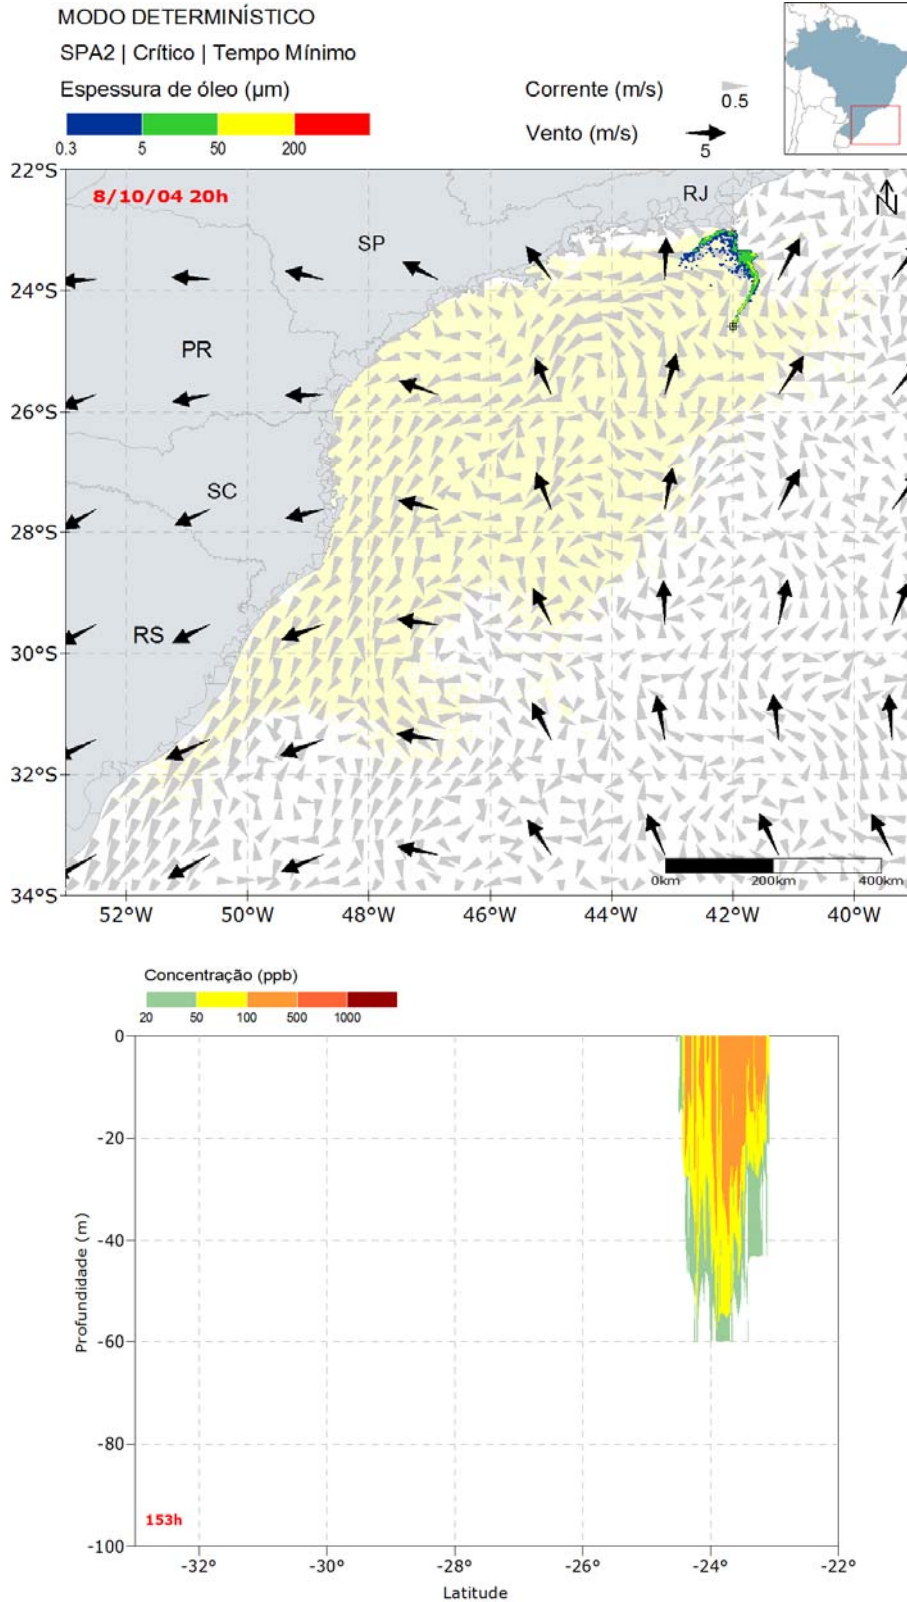 MODO DETERMINÍSTICO
SPA2 | Crítico | Tempo Mínimo
Espessura de óleo (µm)
0.3 5 50 200
Corrente (m/s) 0.5
Vento (m/s) 5
22°S
24°S
26°S
28°S
30°S
32°S
34°S
8/10/04 20h
RJ
N
SP
PR
SC
RS
0km 200km 400km
52°W 50°W 48°W 46°W 44°W 42°W 40°W
Concentração (ppb)
20 50 100 500 1000
Profundidade (m)
0
-20
-40
-60
-80
-100
153h
-32° -30° -28° -26° -24° -22°
Latitude